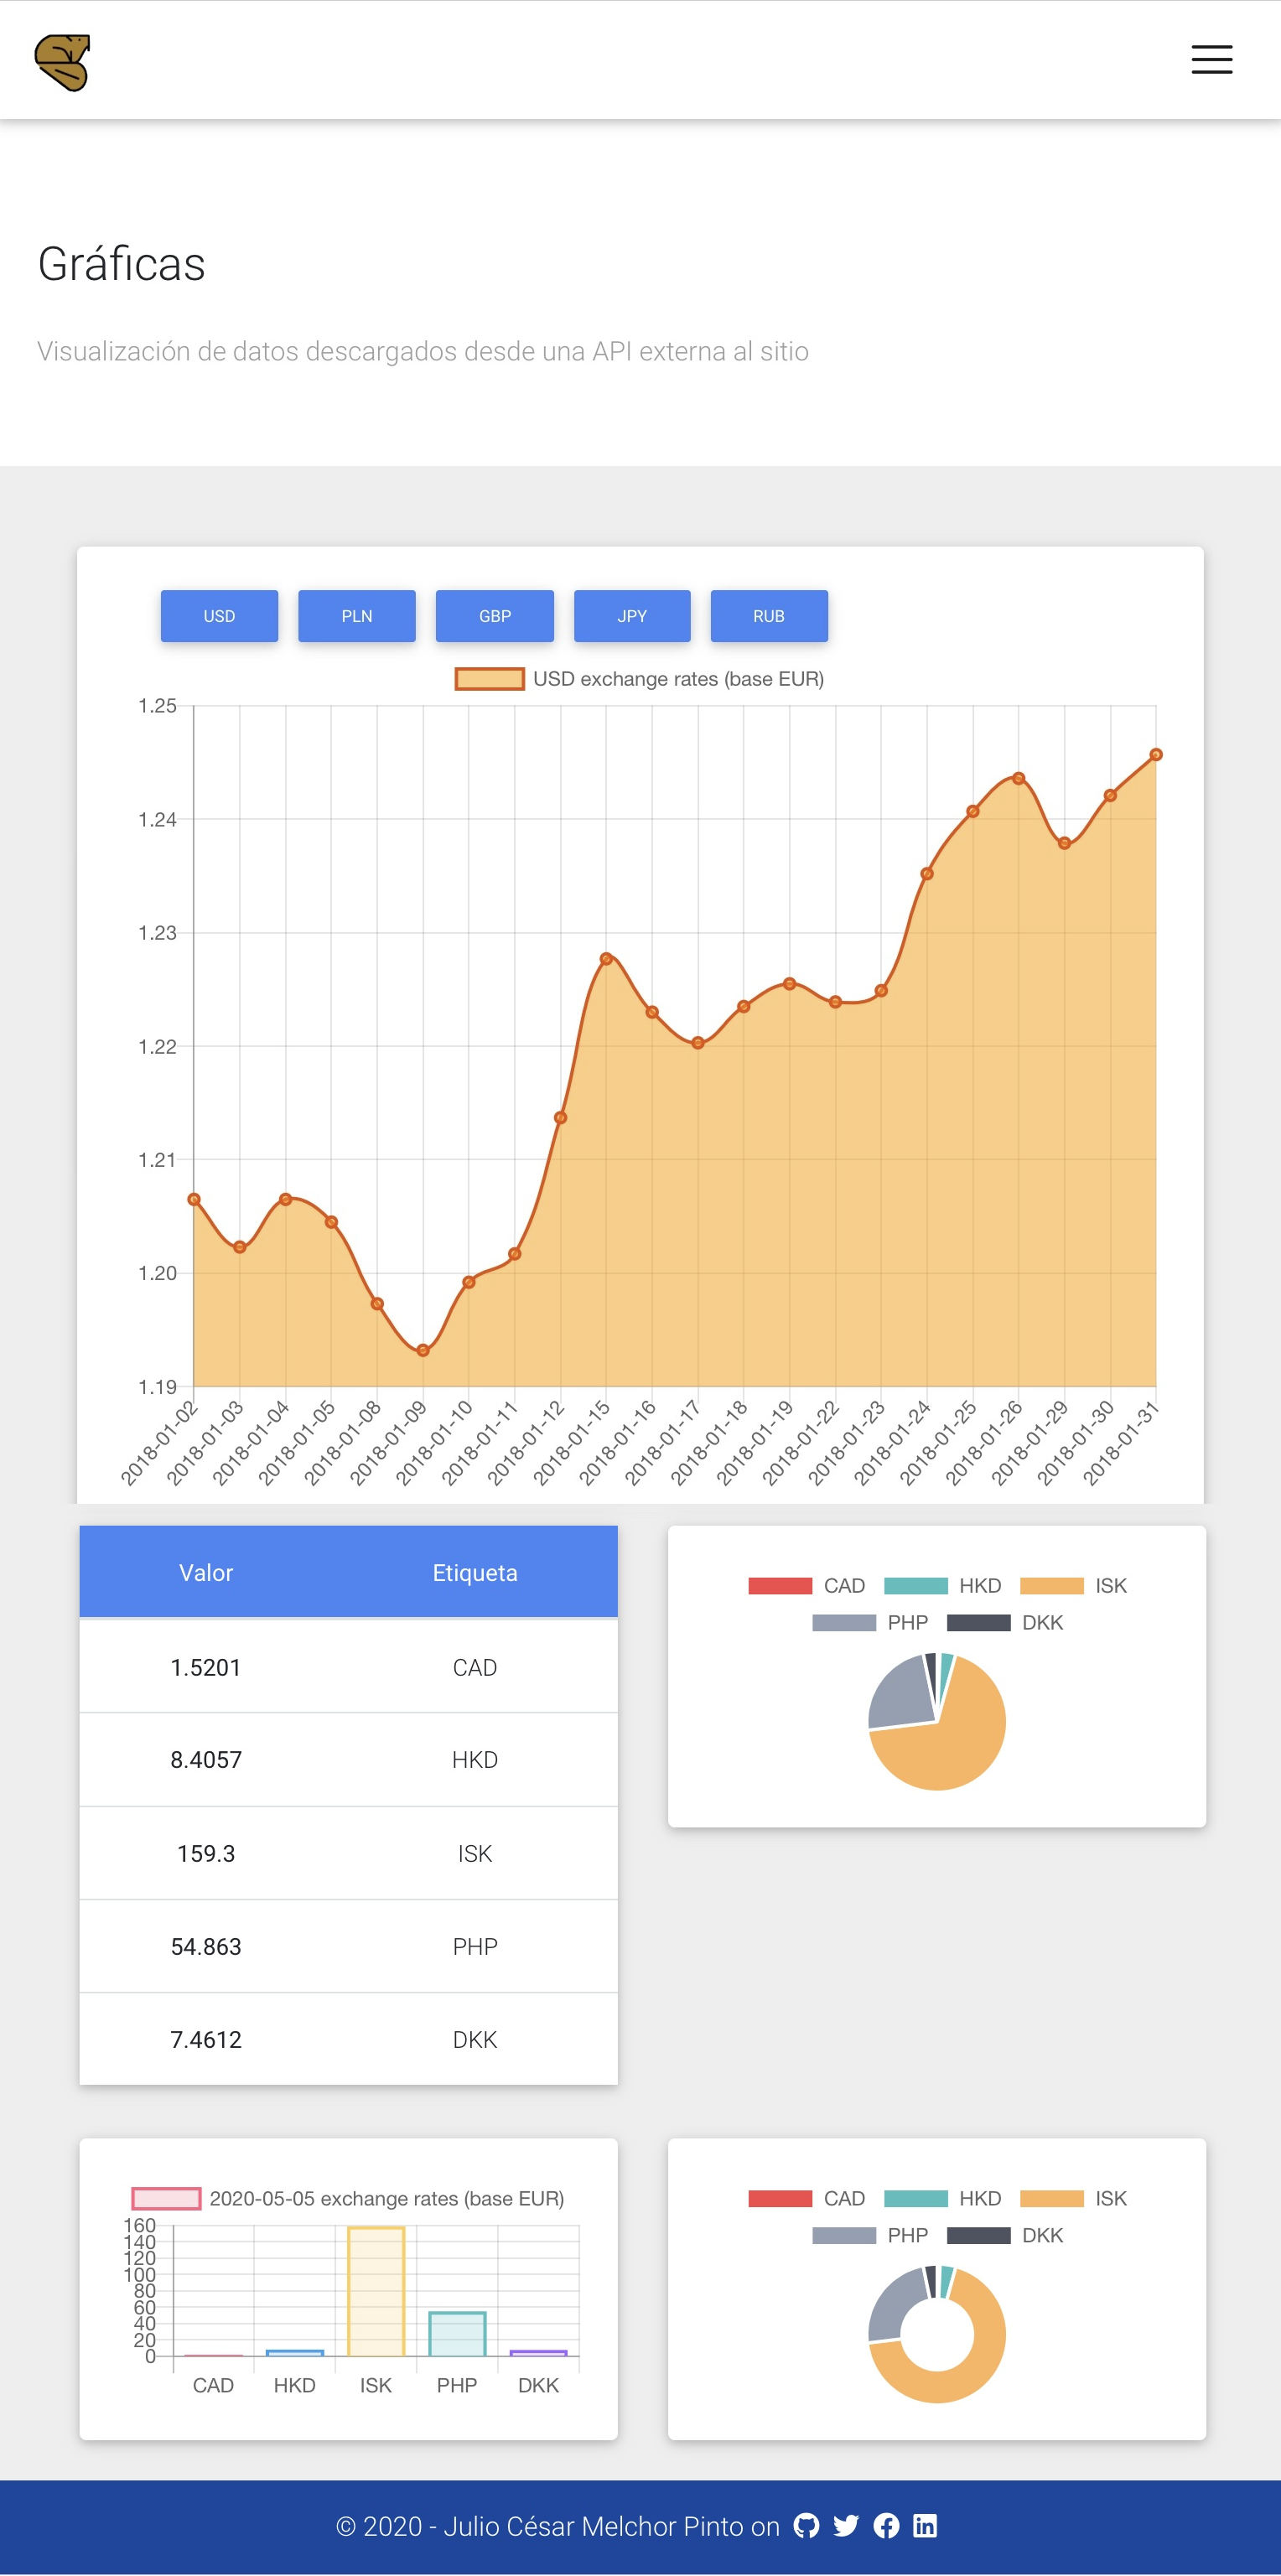 Gráficas
Visualización de datos descargados desde una API externa al sitio
USD PLN GBP JPY RUB
USD exchange rates (base EUR)
1.25
1.24
1.23
1.22
1.21
1.20
1.19
2018-01-02 2018-01-03 2018-01-04 2018-01-05 2018-01-08 2018-01-09 2018-01-10 2018-01-11 2018-01-12 2018-01-15 2018-01-16 2018-01-17 2018-01-18 2018-01-19 2018-01-22 2018-01-23 2018-01-24 2018-01-25 2018-01-26 2018-01-29 2018-01-30 2018-01-31
Valor Etiqueta
1.5201 CAD
8.4057 HKD
159.3 ISK
54.863 PHP
7.4612 DKK
CAD HKD ISK
PHP DKK
2020-05-05 exchange rates (base EUR)
160
140
120
100
80
60
40
20
0
CAD HKD ISK PHP DKK
CAD HKD ISK
PHP DKK
© 2020 - Julio César Melchor Pinto on